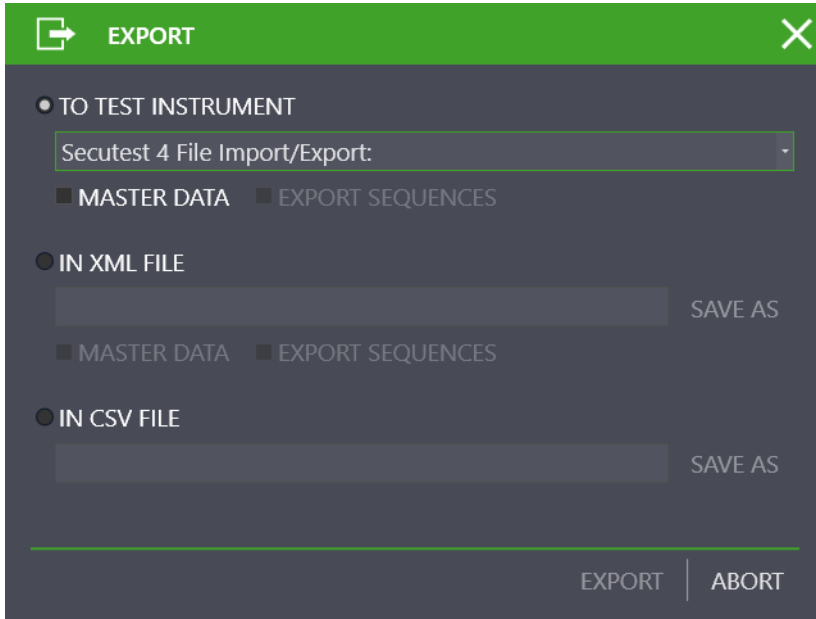 EXPORT
TO TEST INSTRUMENT
Secutest 4 File Import/Export:
MASTER DATA EXPORT SEQUENCES
IN XML FILE
SAVE AS
MASTER DATA EXPORT SEQUENCES
IN CSV FILE
SAVE AS
EXPORT ABORT